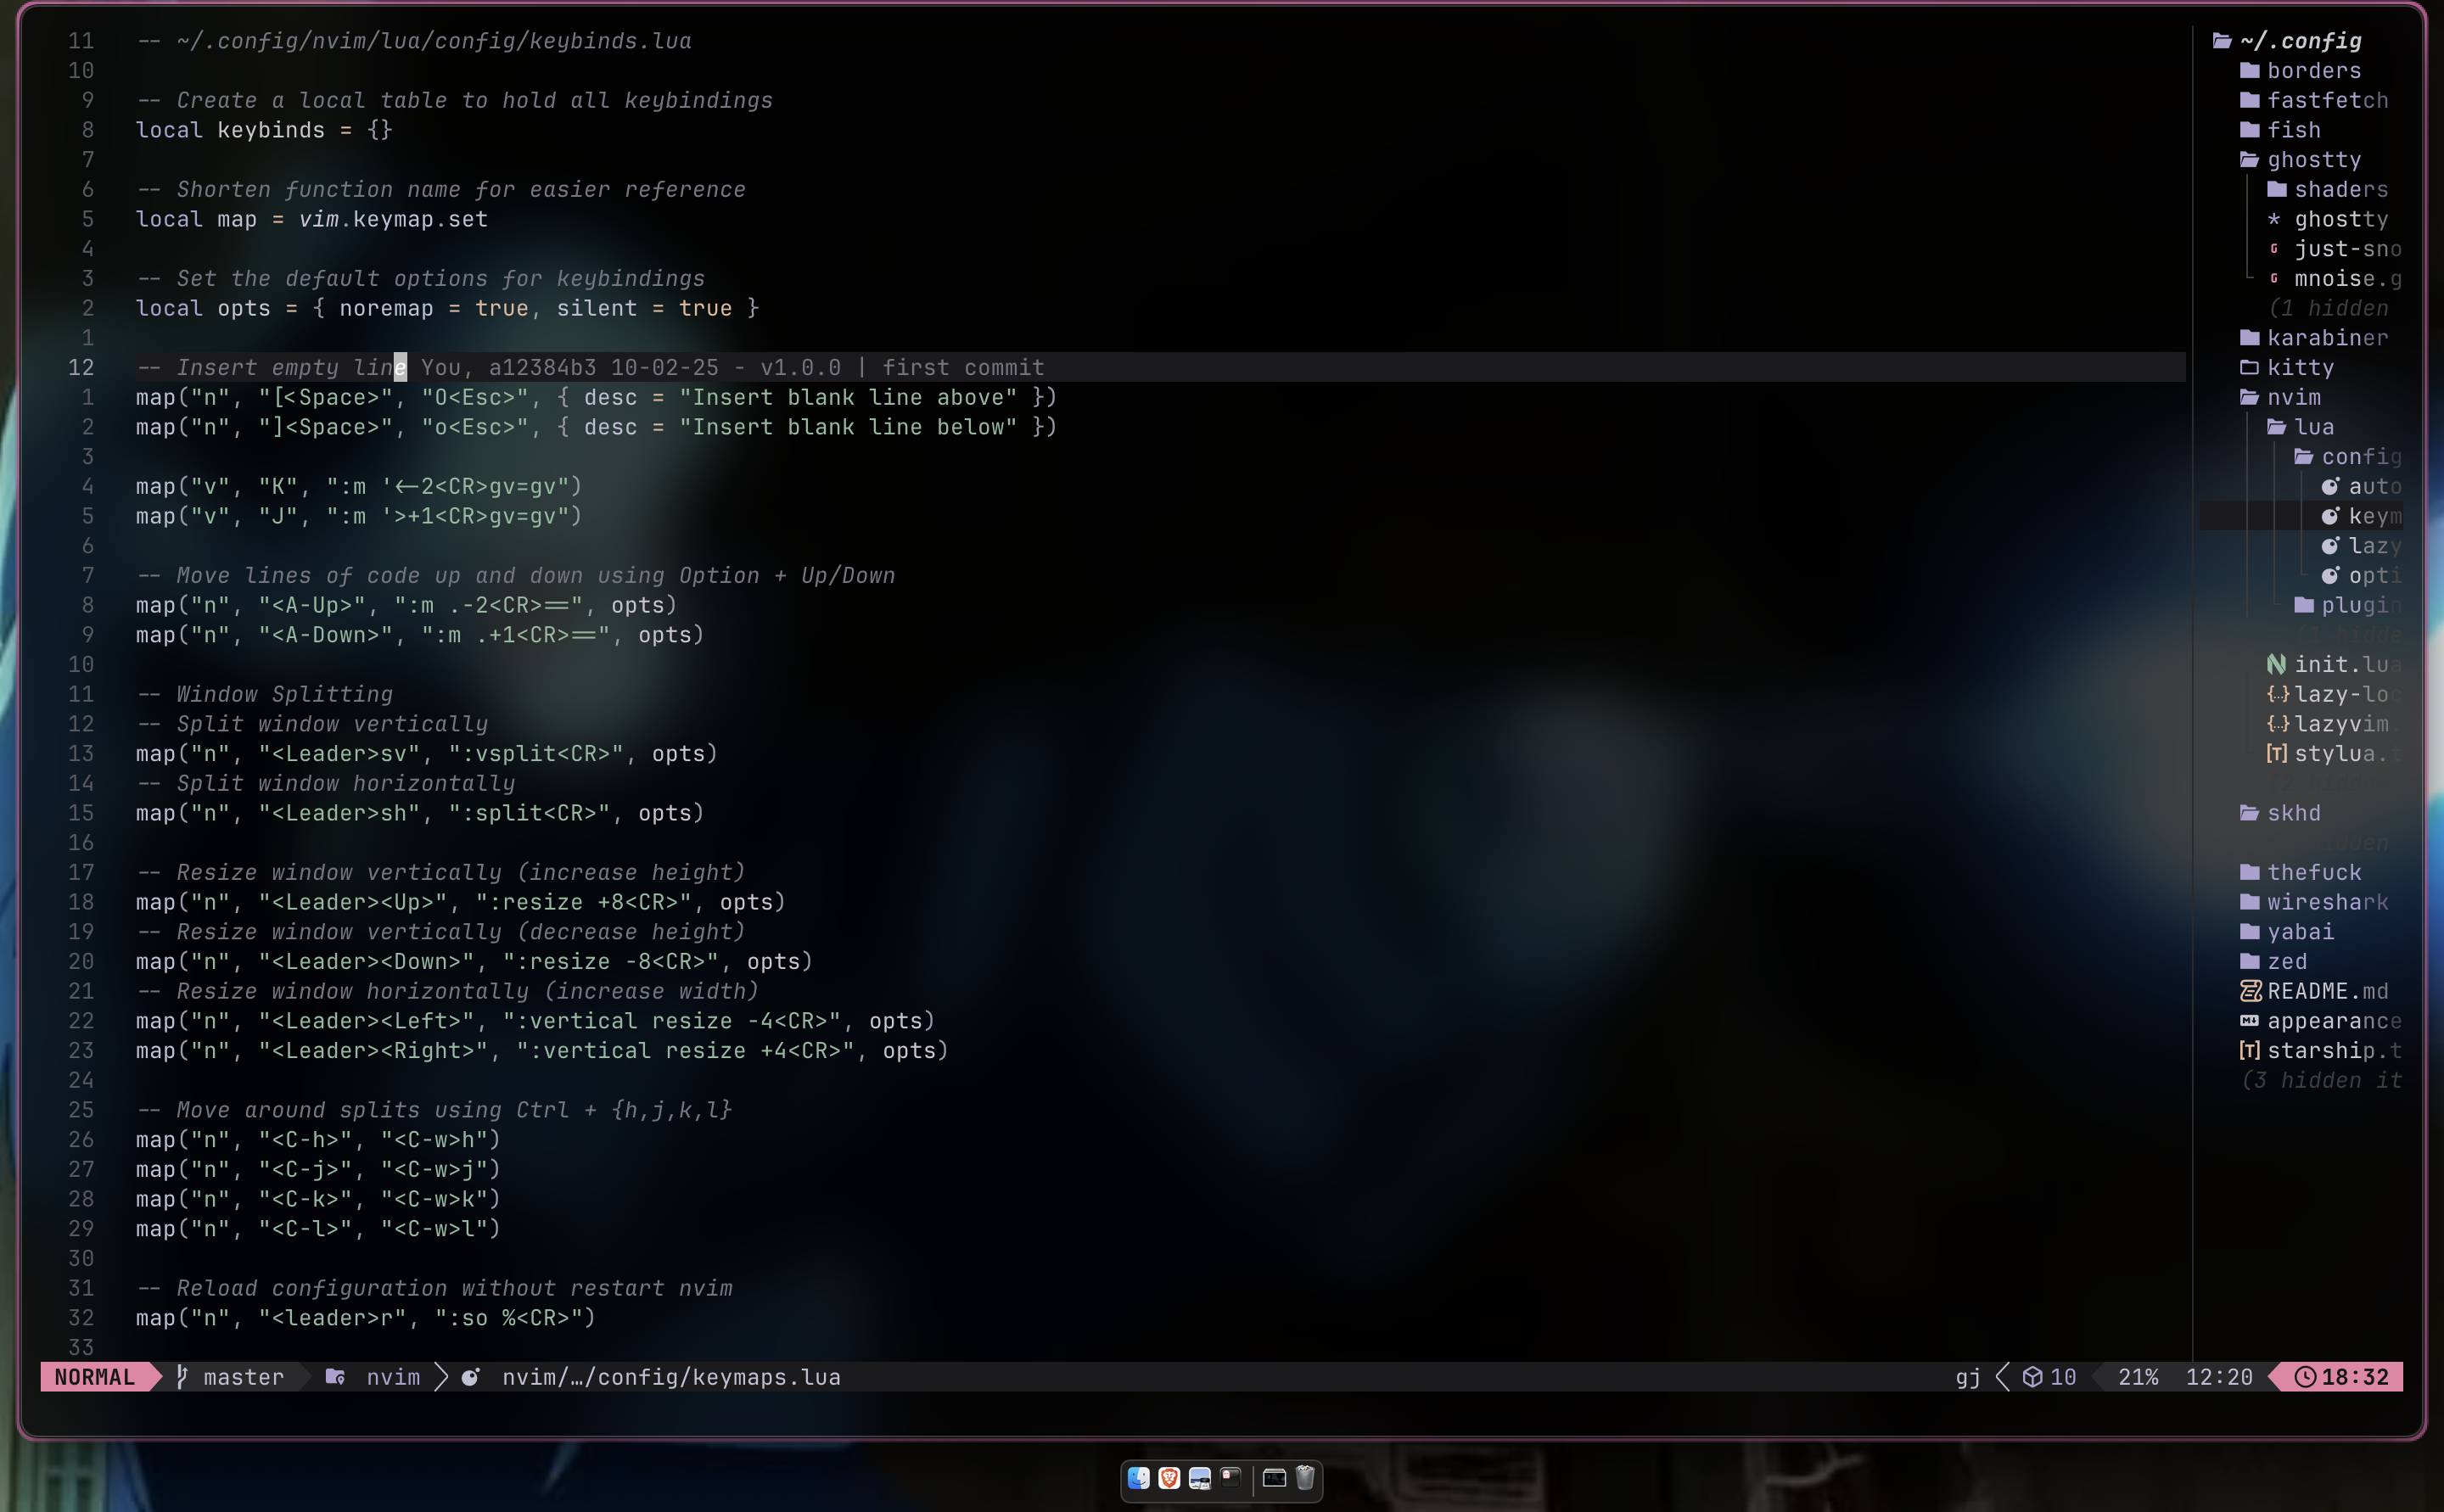 11 -- ~/.config/nvim/lua/config/keybinds.lua
10
9 -- Create a local table to hold all keybindings
8 local keybinds = {}
7
6 -- Shorten function name for easier reference
5 local map = vim.keymap.set
4
3 -- Set the default options for keybindings
2 local opts = { noremap = true, silent = true }
1
12 -- Insert empty line You, a12384b3 10-02-25 - v1.0.0 | first commit
1 map("n", "[<Space>", "O<Esc>", { desc = "Insert blank line above" })
2 map("n", "]<Space>", "o<Esc>", { desc = "Insert blank line below" })
3
4 map("v", "K", ":m '<-2<CR>gv=gv")
5 map("v", "J", ":m '>+1<CR>gv=gv")
6
7 -- Move lines of code up and down using Option + Up/Down
8 map("n", "<A-Up>", ":m .-2<CR>==", opts)
9 map("n", "<A-Down>", ":m .+1<CR>==", opts)
10
11 -- Window Splitting
12 -- Split window vertically
13 map("n", "<Leader>sv", ":vsplit<CR>", opts)
14 -- Split window horizontally
15 map("n", "<Leader>sh", ":split<CR>", opts)
16
17 -- Resize window vertically (increase height)
18 map("n", "<Leader><Up>", ":resize +8<CR>", opts)
19 -- Resize window vertically (decrease height)
20 map("n", "<Leader><Down>", ":resize -8<CR>", opts)
21 -- Resize window horizontally (increase width)
22 map("n", "<Leader><Left>", ":vertical resize -4<CR>", opts)
23 map("n", "<Leader><Right>", ":vertical resize +4<CR>", opts)
24
25 -- Move around splits using Ctrl + {h,j,k,l}
26 map("n", "<C-h>", "<C-w>h")
27 map("n", "<C-j>", "<C-w>j")
28 map("n", "<C-k>", "<C-w>k")
29 map("n", "<C-l>", "<C-w>l")
30
31 -- Reload configuration without restart nvim
32 map("n", "<leader>r", ":so %<CR>")
33
~/.config
borders
fastfetch
fish
ghostty
shaders
* ghostty
just-sno
mnoise.g
(1 hidden
karabiner
kitty
nvim
lua
config
auto
keym
lazy
opti
plugin
(1 hidde
init.lua
{..} lazy-loc
{..} lazyvim.
[T] stylua.t
skhd
hidden
thefuck
wireshark
yabai
zed
README.md
appearance
[T] starship.t
(3 hidden it
NORMAL master nvim nvim/…/config/keymaps.lua gj 10 21% 12:20 18:32